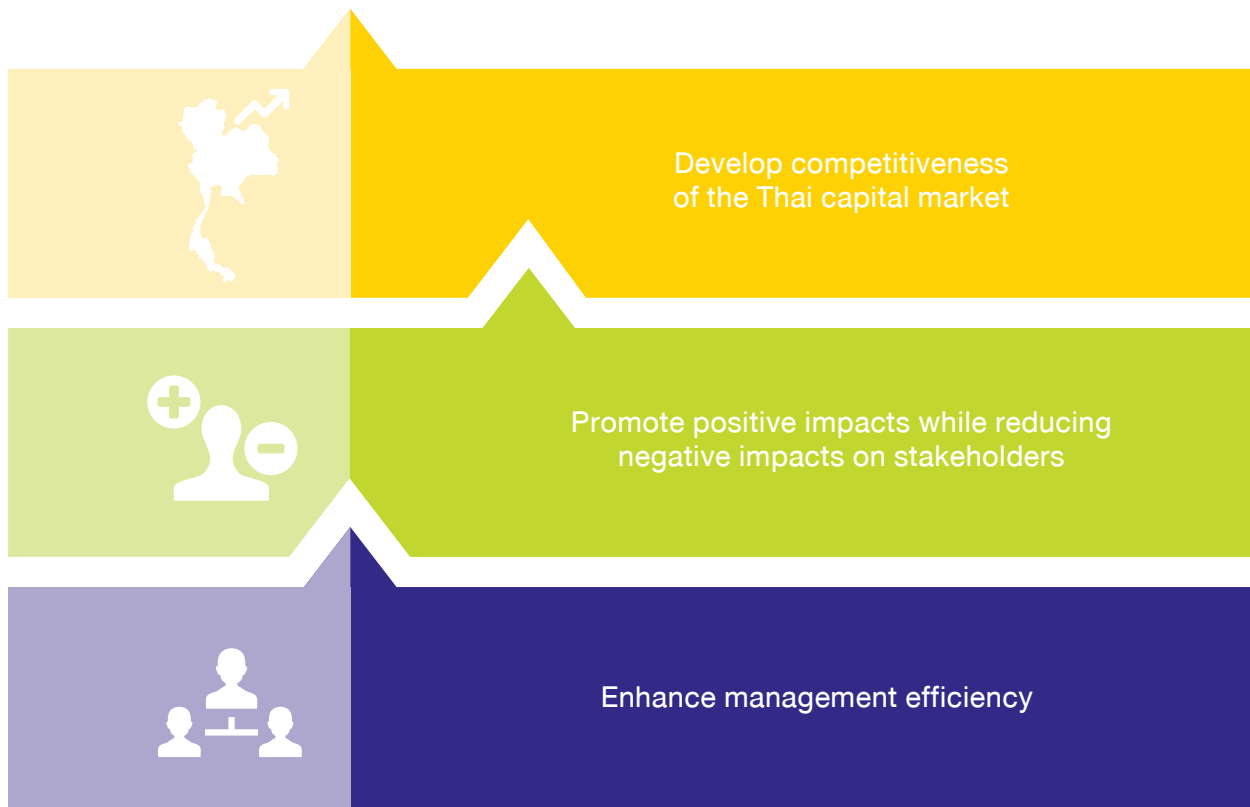 Develop competitiveness
of the Thai capital market
Promote positive impacts while reducing
negative impacts on stakeholders
Enhance management efficiency